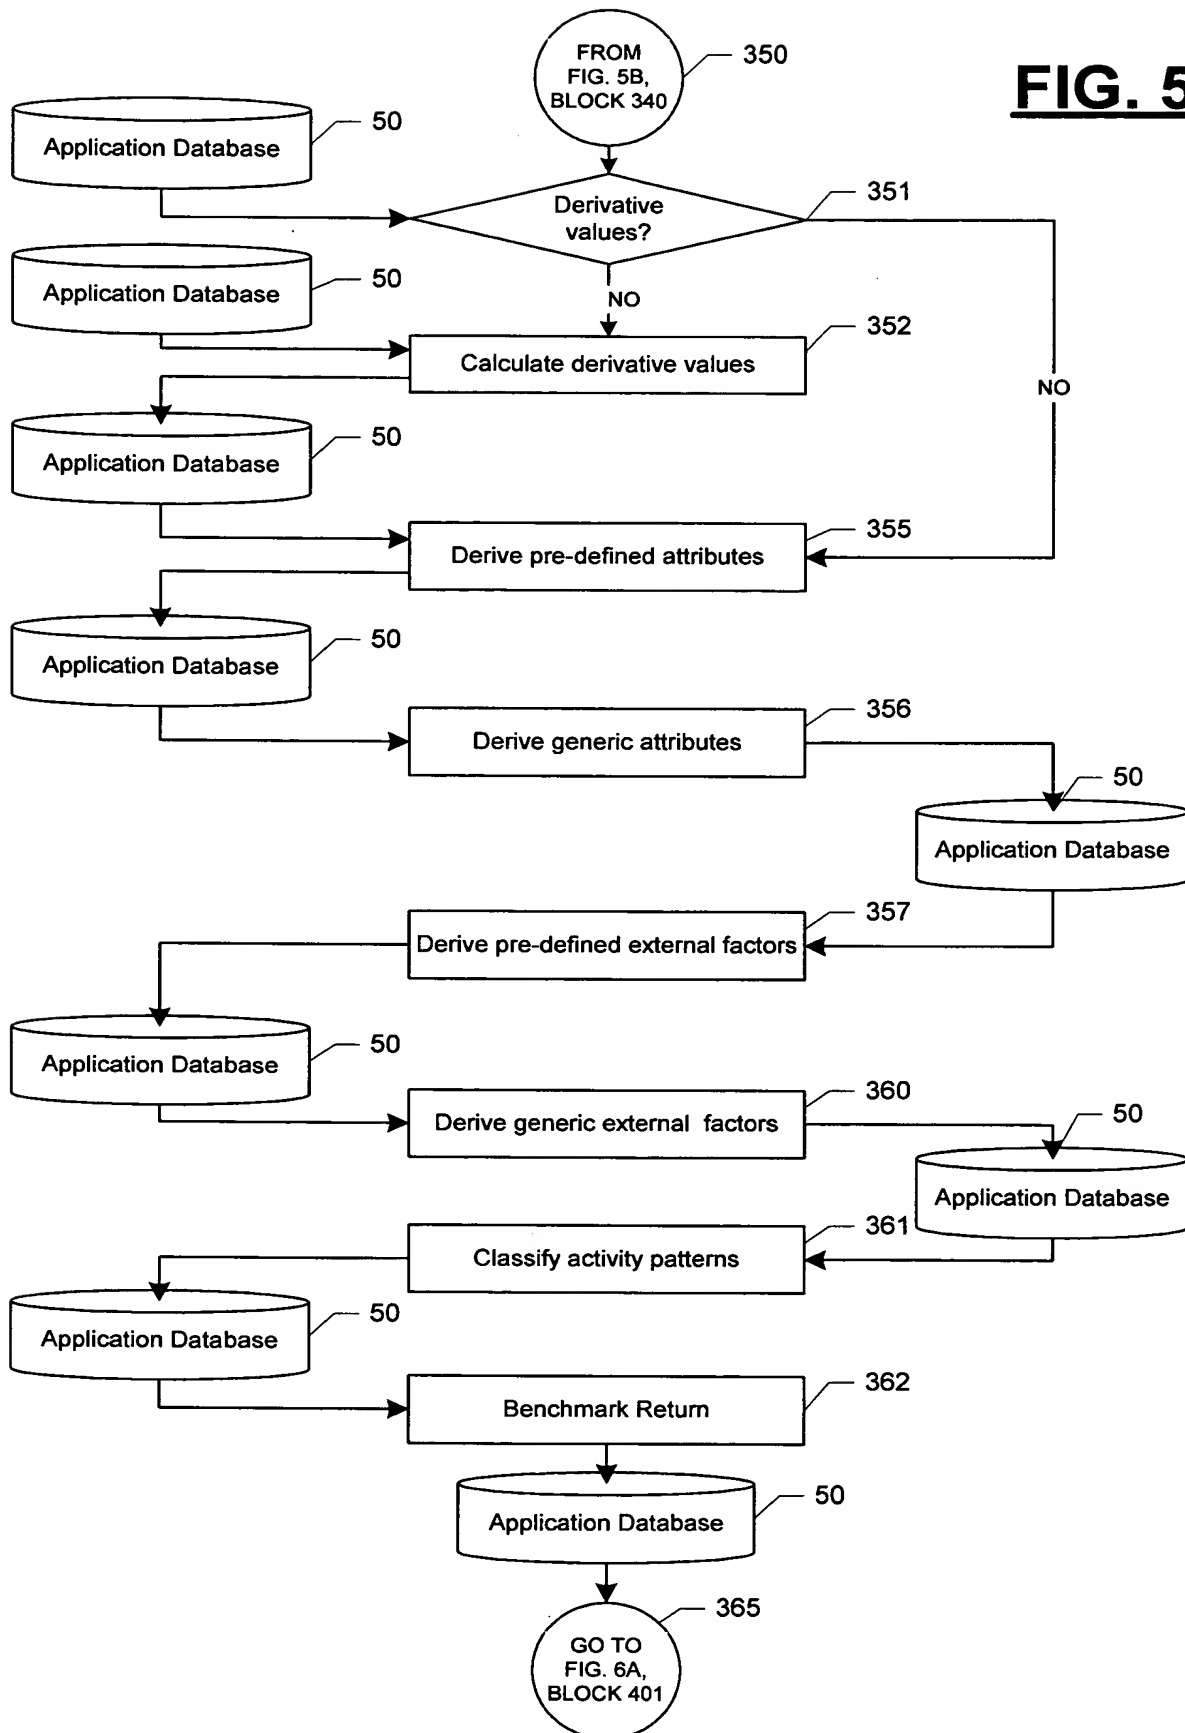 FROM
FIG. 5B,
BLOCK 340
350
FIG. 5
Application Database
50
Derivative
values?
351
Application Database
50
NO
Calculate derivative values
352
NO
Application Database
50
Derive pre-defined attributes
355
Application Database
50
Derive generic attributes
356
50
Application Database
Derive pre-defined external factors
357
Application Database
50
Derive generic external factors
360
50
Application Database
Classify activity patterns
361
Application Database
50
Benchmark Return
362
Application Database
50
GO TO
FIG. 6A,
BLOCK 401
365